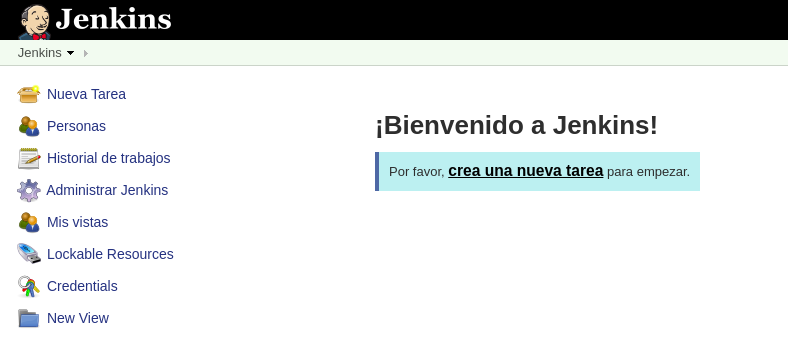 Jenkins
Jenkins
Nueva Tarea
Personas
Historial de trabajos
Administrar Jenkins
Mis vistas
Lockable Resources
Credentials
New View
¡Bienvenido a Jenkins!
Por favor, crea una nueva tarea para empezar.